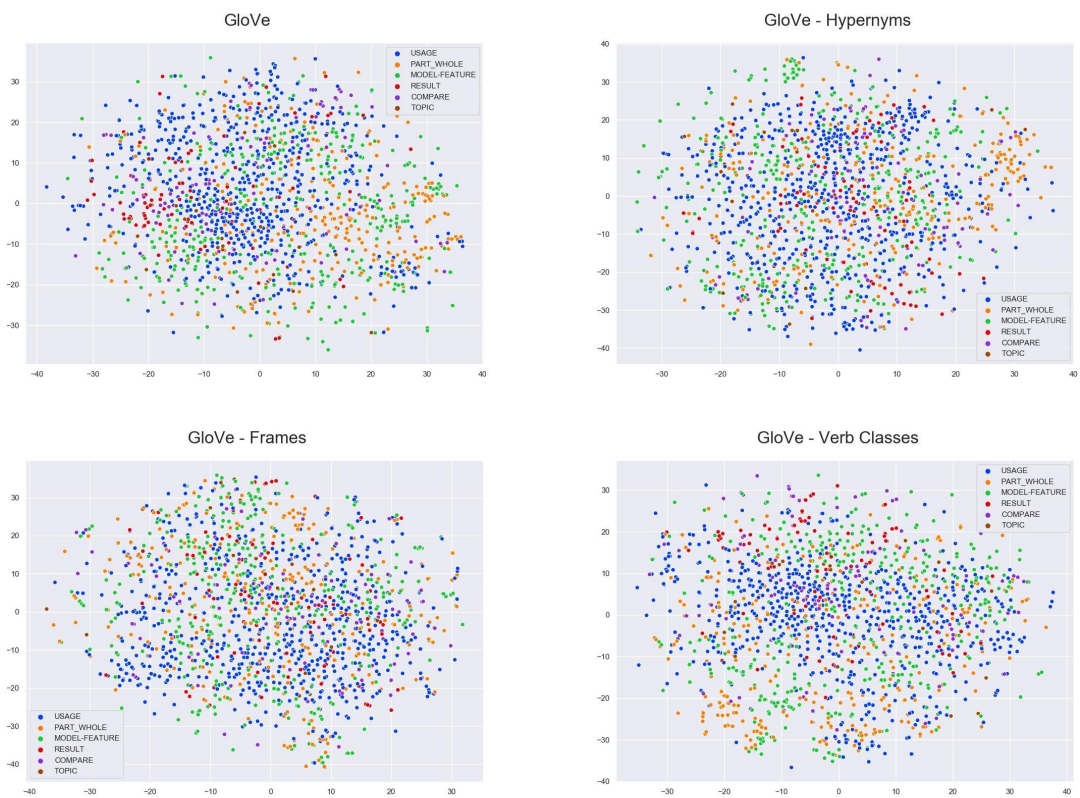 GloVe
40
30
20
10
0
−10
−20
−30
−40
−30
−20
−10
0
10
20
30
40
USAGE
PART_WHOLE
MODEL-FEATURE
RESULT
COMPARE
TOPIC
GloVe - Hypernyms
40
30
20
10
0
−10
−20
−30
−40
−30
−20
−10
0
10
20
30
40
USAGE
PART_WHOLE
MODEL-FEATURE
RESULT
COMPARE
TOPIC
GloVe - Frames
30
20
10
0
−10
−20
−30
−40
−40
−30
−20
−10
0
10
20
30
USAGE
PART_WHOLE
MODEL-FEATURE
RESULT
COMPARE
TOPIC
GloVe - Verb Classes
30
20
10
0
−10
−20
−30
−40
−30
−20
−10
0
10
20
30
40
USAGE
PART_WHOLE
MODEL-FEATURE
RESULT
COMPARE
TOPIC